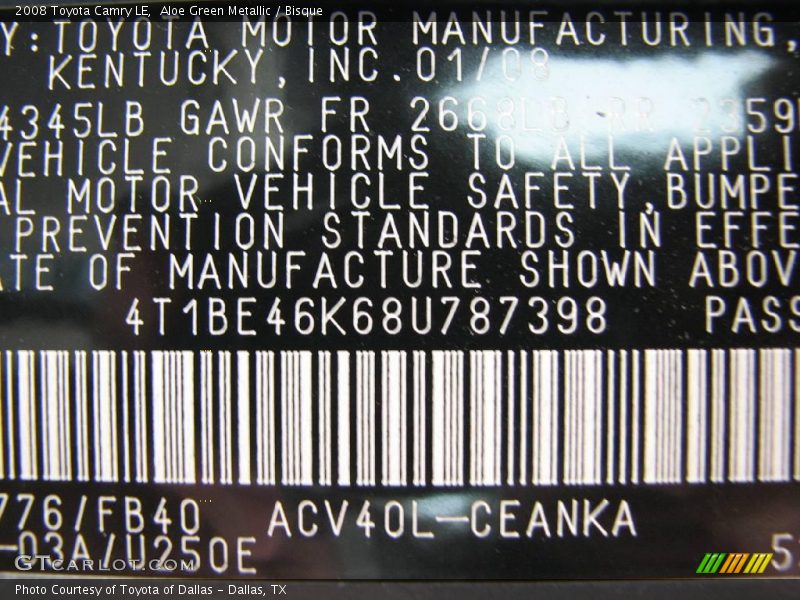 2008 Toyota Camry LE, Aloe Green Metallic / Bisque
Y:TOYOTA MOTOR MANUFACTURING,
KENTUCKY, INC.01/08
4345LB GAWR FR 2668LB RR 2359
VEHICLE CONFORMS TO ALL APPLI
AL MOTOR VEHICLE SAFETY,BUMPE
PREVENTION STANDARDS IN EFFE
ATE OF MANUFACTURE SHOWN ABOV
4T1BE46K68U787398 PASS
776/FB40 ACV40L-CEANKA
-03A/U250E
GTcarlot.com
Photo Courtesy of Toyota of Dallas - Dallas, TX